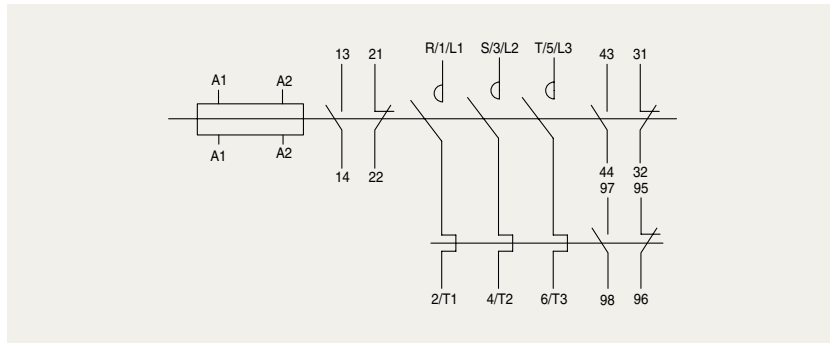 13 21 R/1/L1 S/3/L2 T/5/L3 43 31
A1 A2
A1 A2
14 22 44 32
97 95
2/T1 4/T2 6/T3 98 96